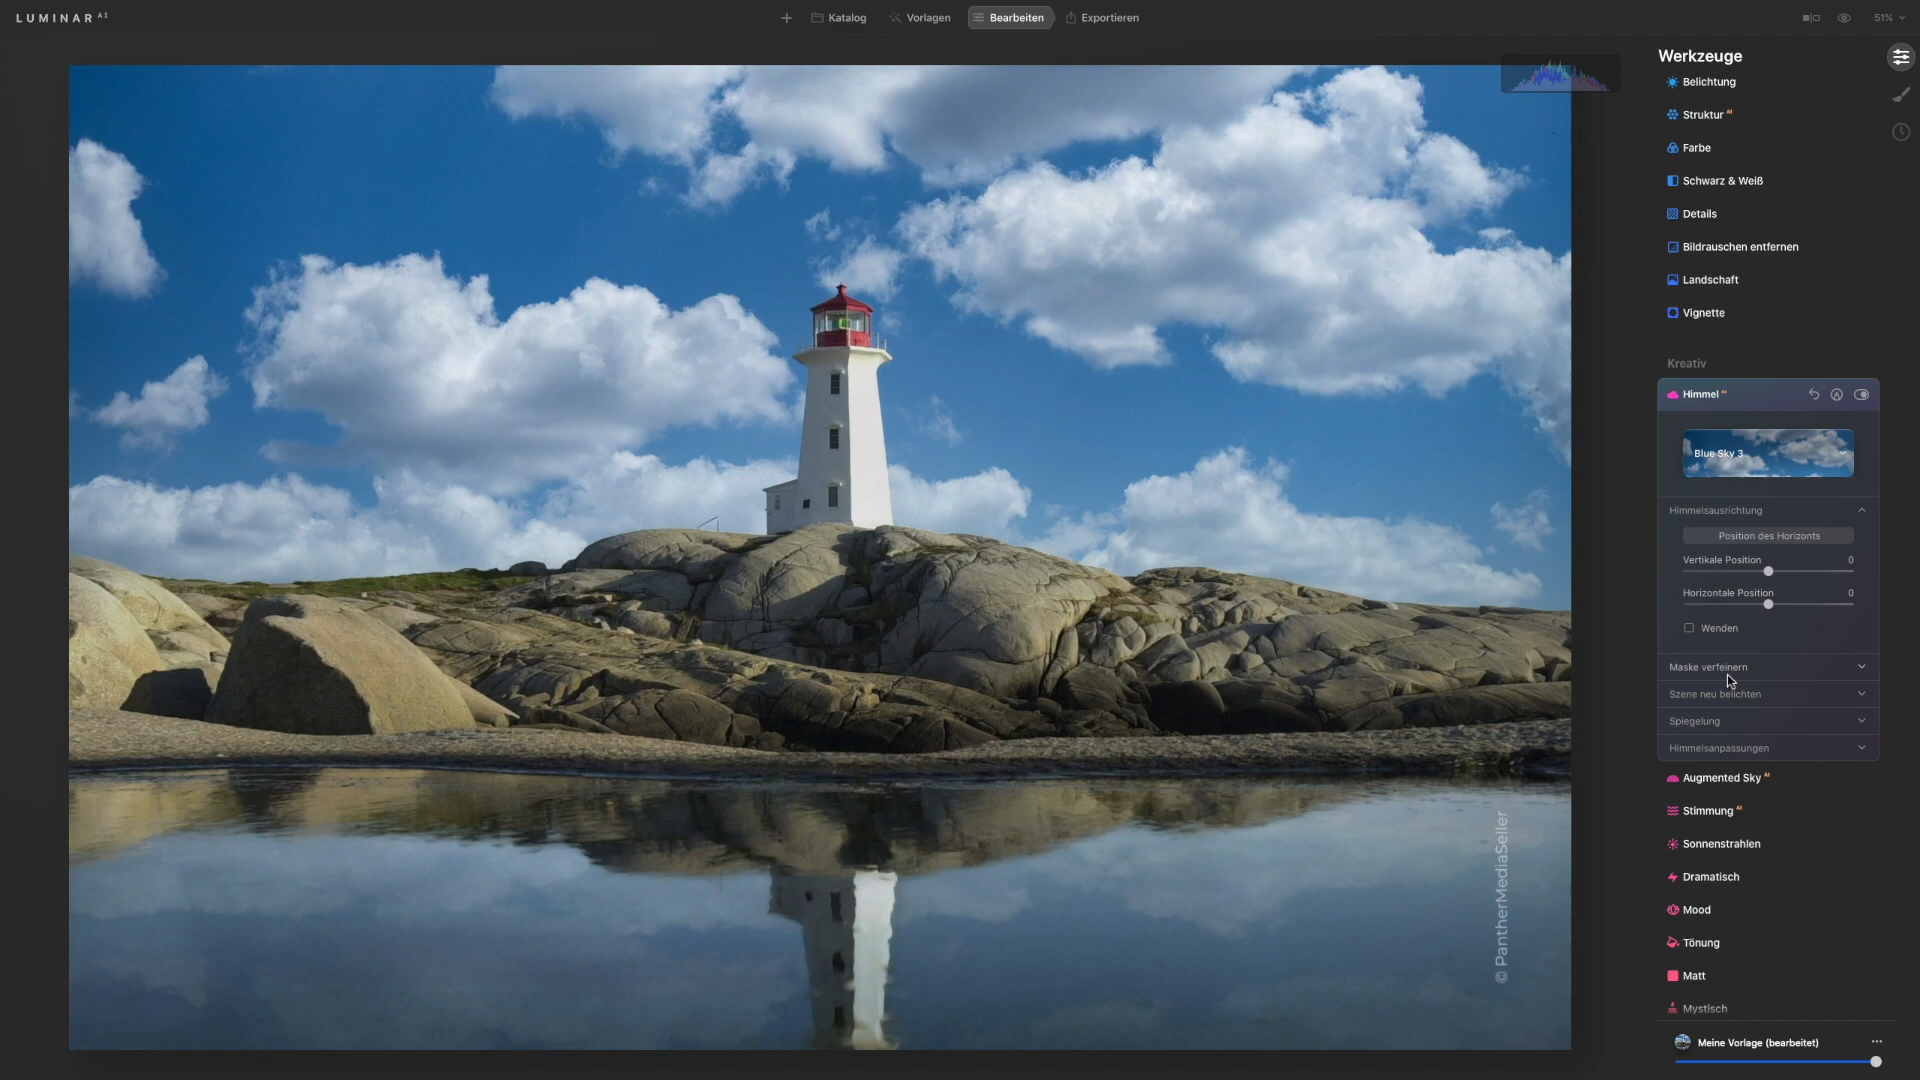 LUMINAR AI
Katalog
Vorlagen
Bearbeiten
Exportieren
51%
Werkzeuge
Belichtung
Struktur AI
Farbe
Schwarz & Weiß
Details
Bildrauschen entfernen
Landschaft
Vignette
Kreativ
Himmel AI
Blue Sky 3
Himmelsausrichtung
Position des Horizonts
Vertikale Position 0
Horizontale Position 0
Wenden
Maske verfeinern
Szene neu belichten
Spiegelung
Himmelsanpassungen
Augmented Sky AI
Stimmung AI
Sonnenstrahlen
Dramatisch
Mood
Tönung
Matt
Mystisch
Meine Vorlage (bearbeitet)
© PantherMediaSeller